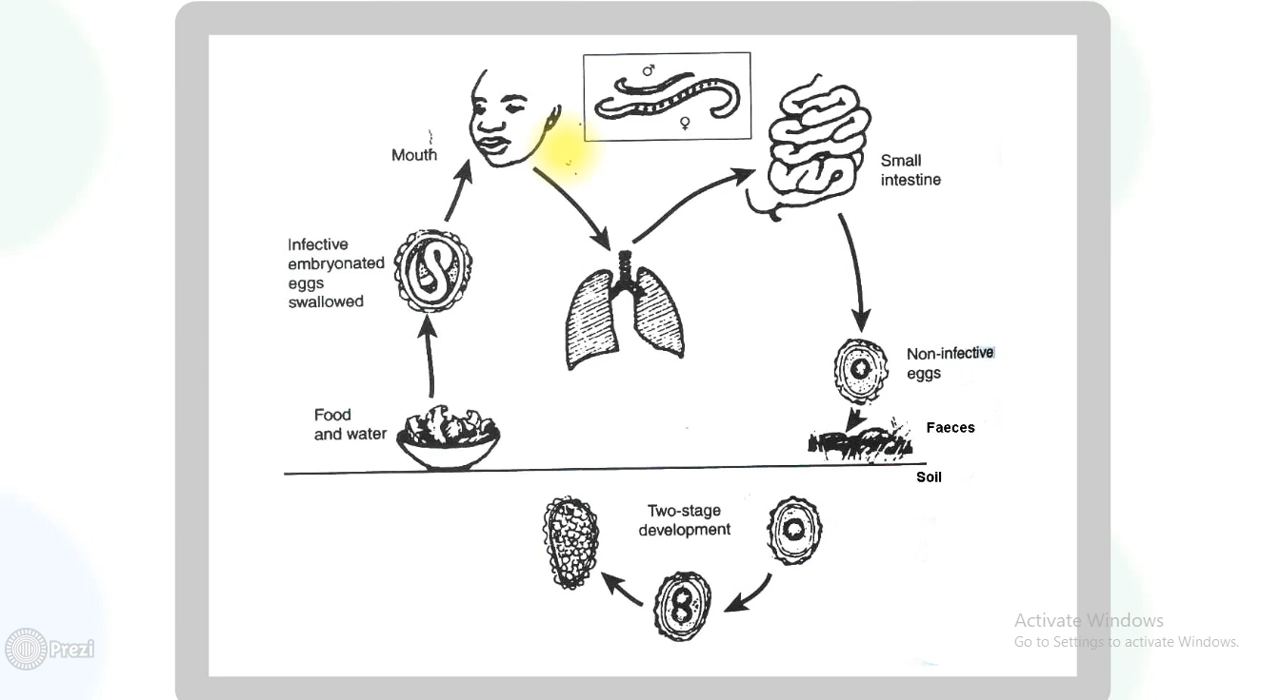 ♂
♀
Mouth
Small
intestine
Infective
embryonated
eggs
swallowed
Non-infective
eggs
Food
and water
Faeces
Soil
Two-stage
development
Activate Windows
Go to Settings to activate Windows.
Prezi